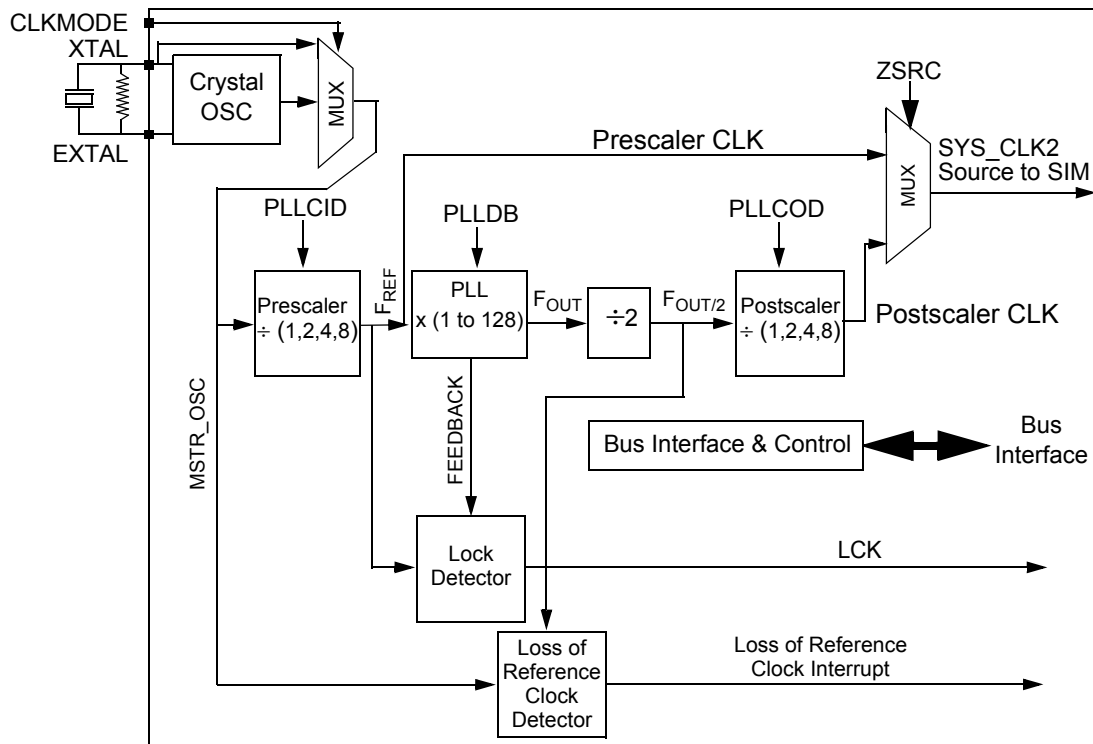 CLKMODE
XTAL
EXTAL
Crystal
OSC
MUX
ZSRC
Prescaler CLK
MUX
SYS_CLK2
Source to SIM
PLLCID
PLLDB
PLLCOD
Prescaler
÷ (1,2,4,8)
FREF
PLL
x (1 to 128)
FOUT
÷2
FOUT/2
Postscaler
÷ (1,2,4,8)
Postscaler CLK
MSTR_OSC
FEEDBACK
Bus Interface & Control
Bus
Interface
Lock
Detector
LCK
Loss of
Reference
Clock
Detector
Loss of Reference
Clock Interrupt